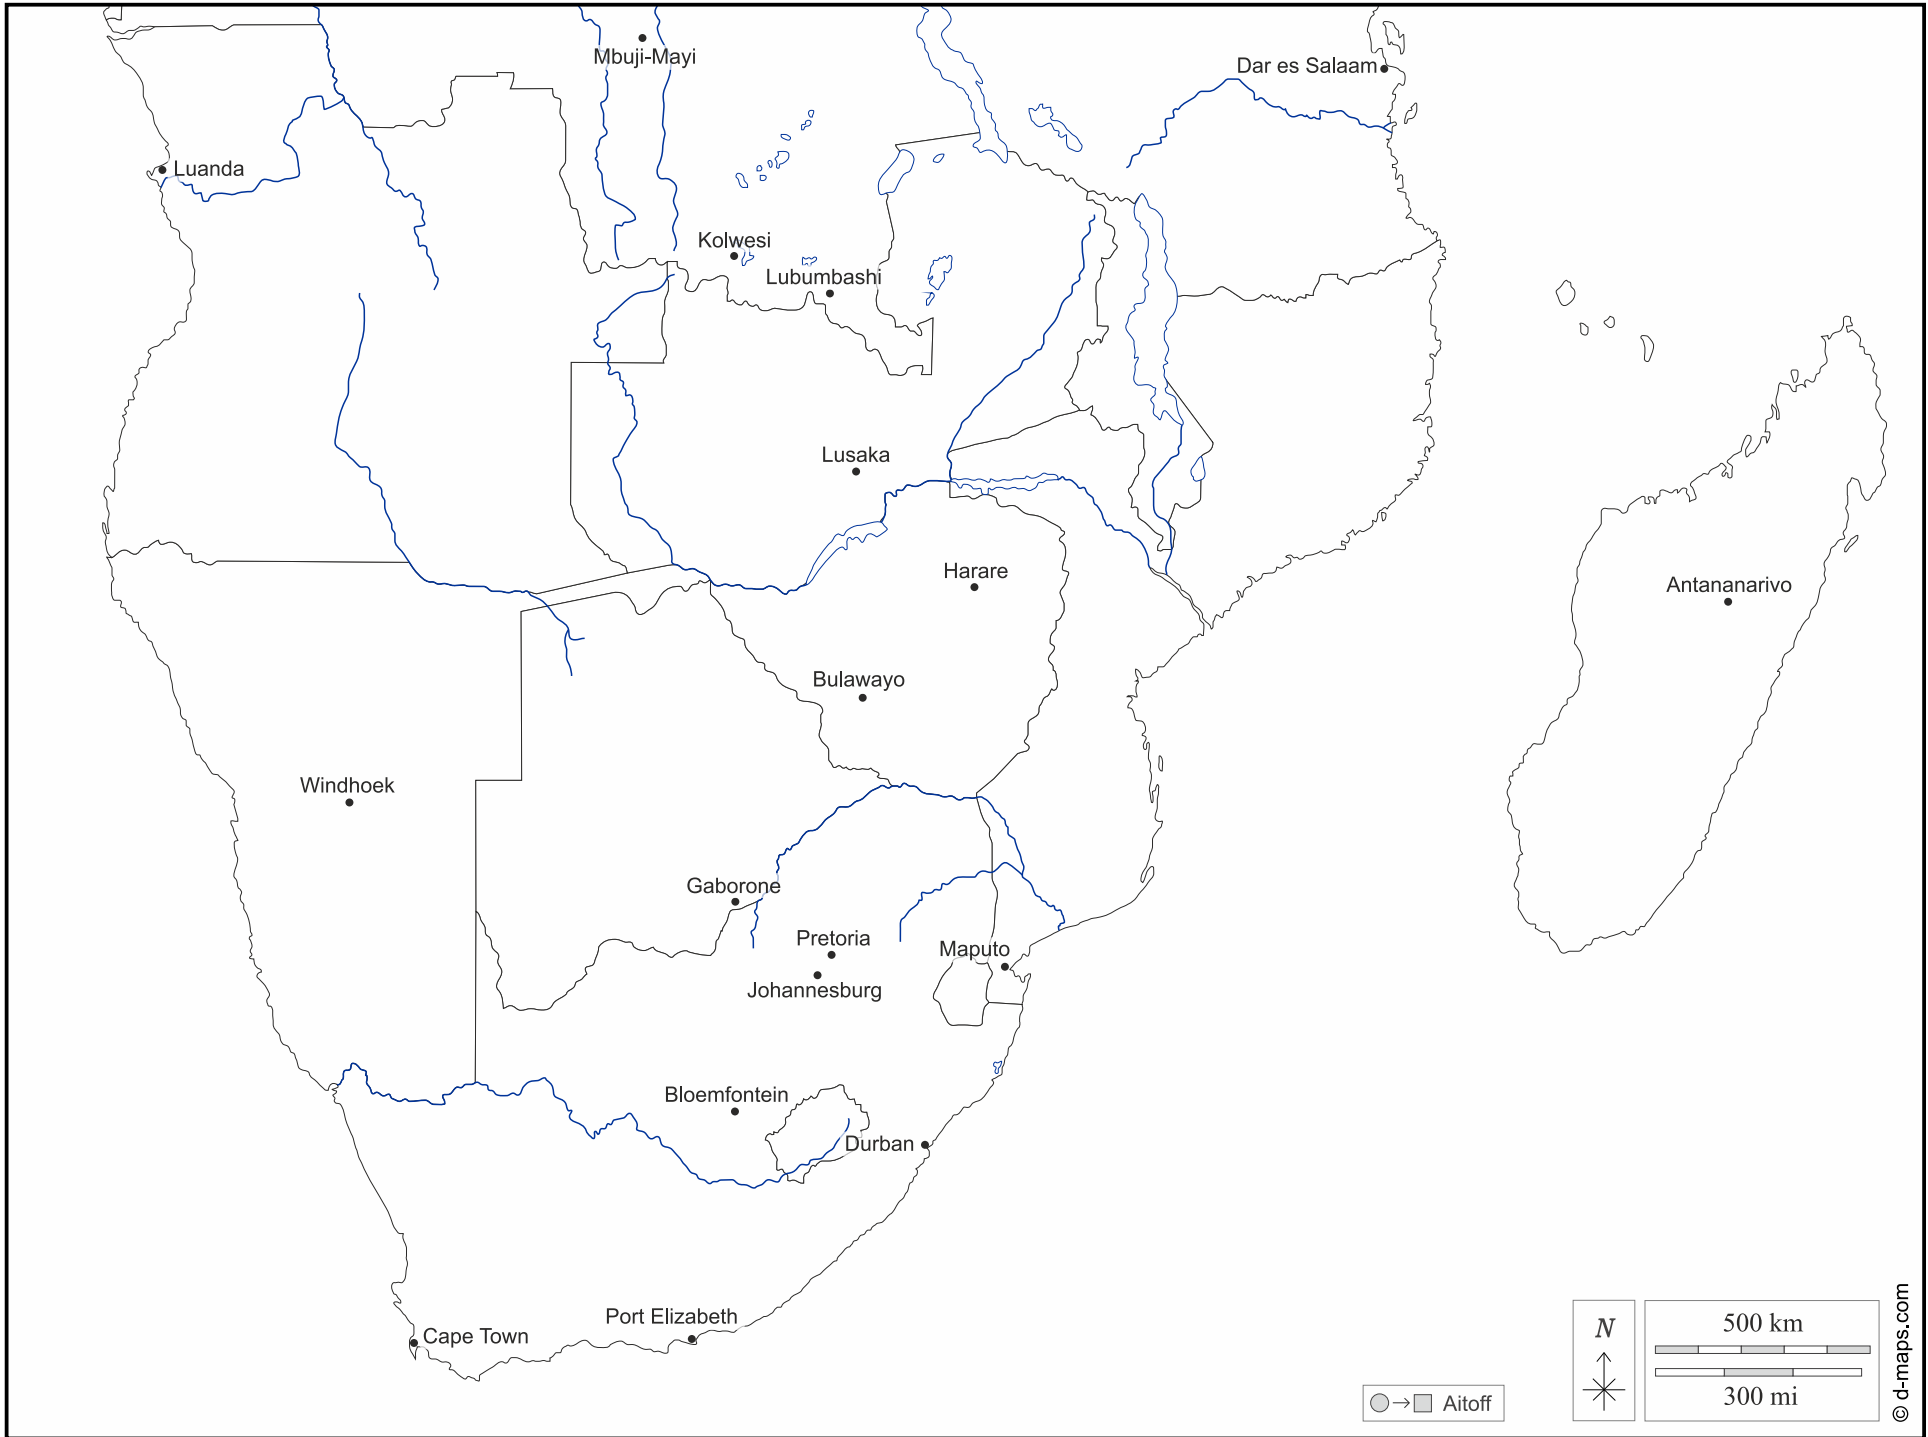 Mbuji-Mayi
Dar es Salaam
Luanda
Kolwesi
Lubumbashi
Lusaka
Harare
Antananarivo
Bulawayo
Windhoek
Gaborone
Pretoria
Maputo
Johannesburg
Bloemfontein
Durban
Port Elizabeth
Cape Town
N
500 km
300 mi
Aitoff
© d-maps.com